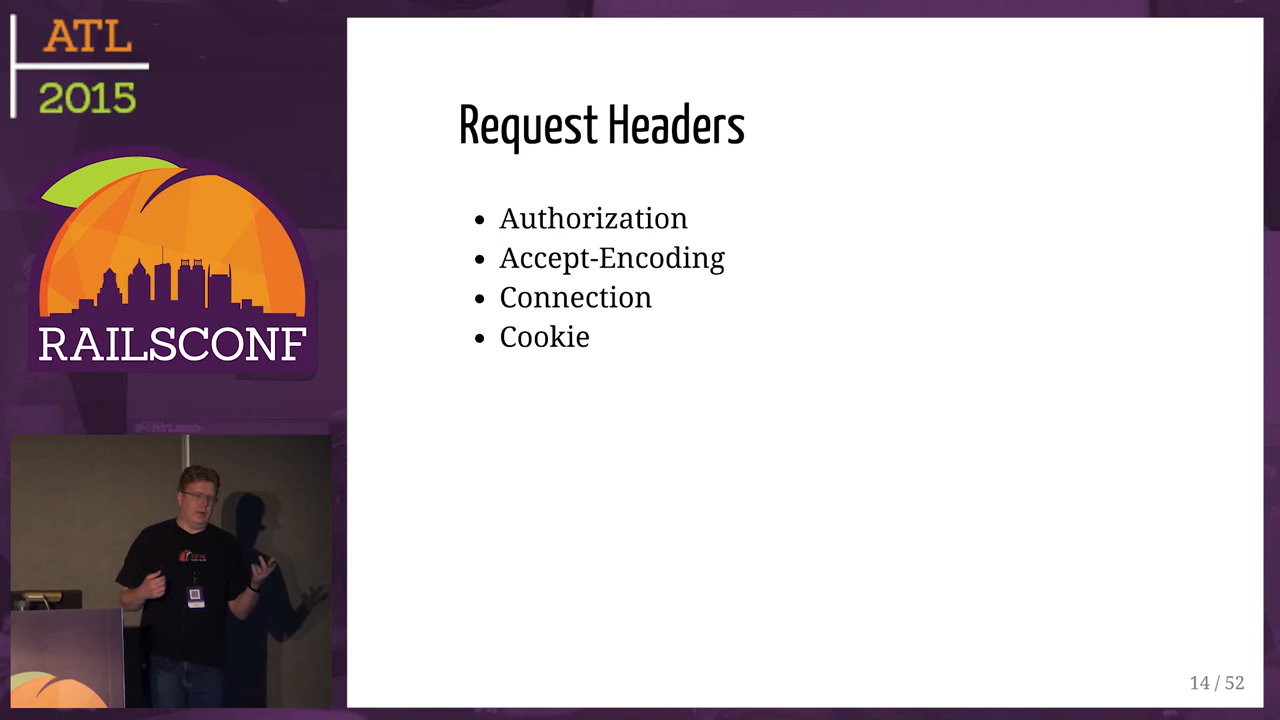 ATL
2015
RAILSCONF
Request Headers
• Authorization
• Accept-Encoding
• Connection
• Cookie
14 / 52